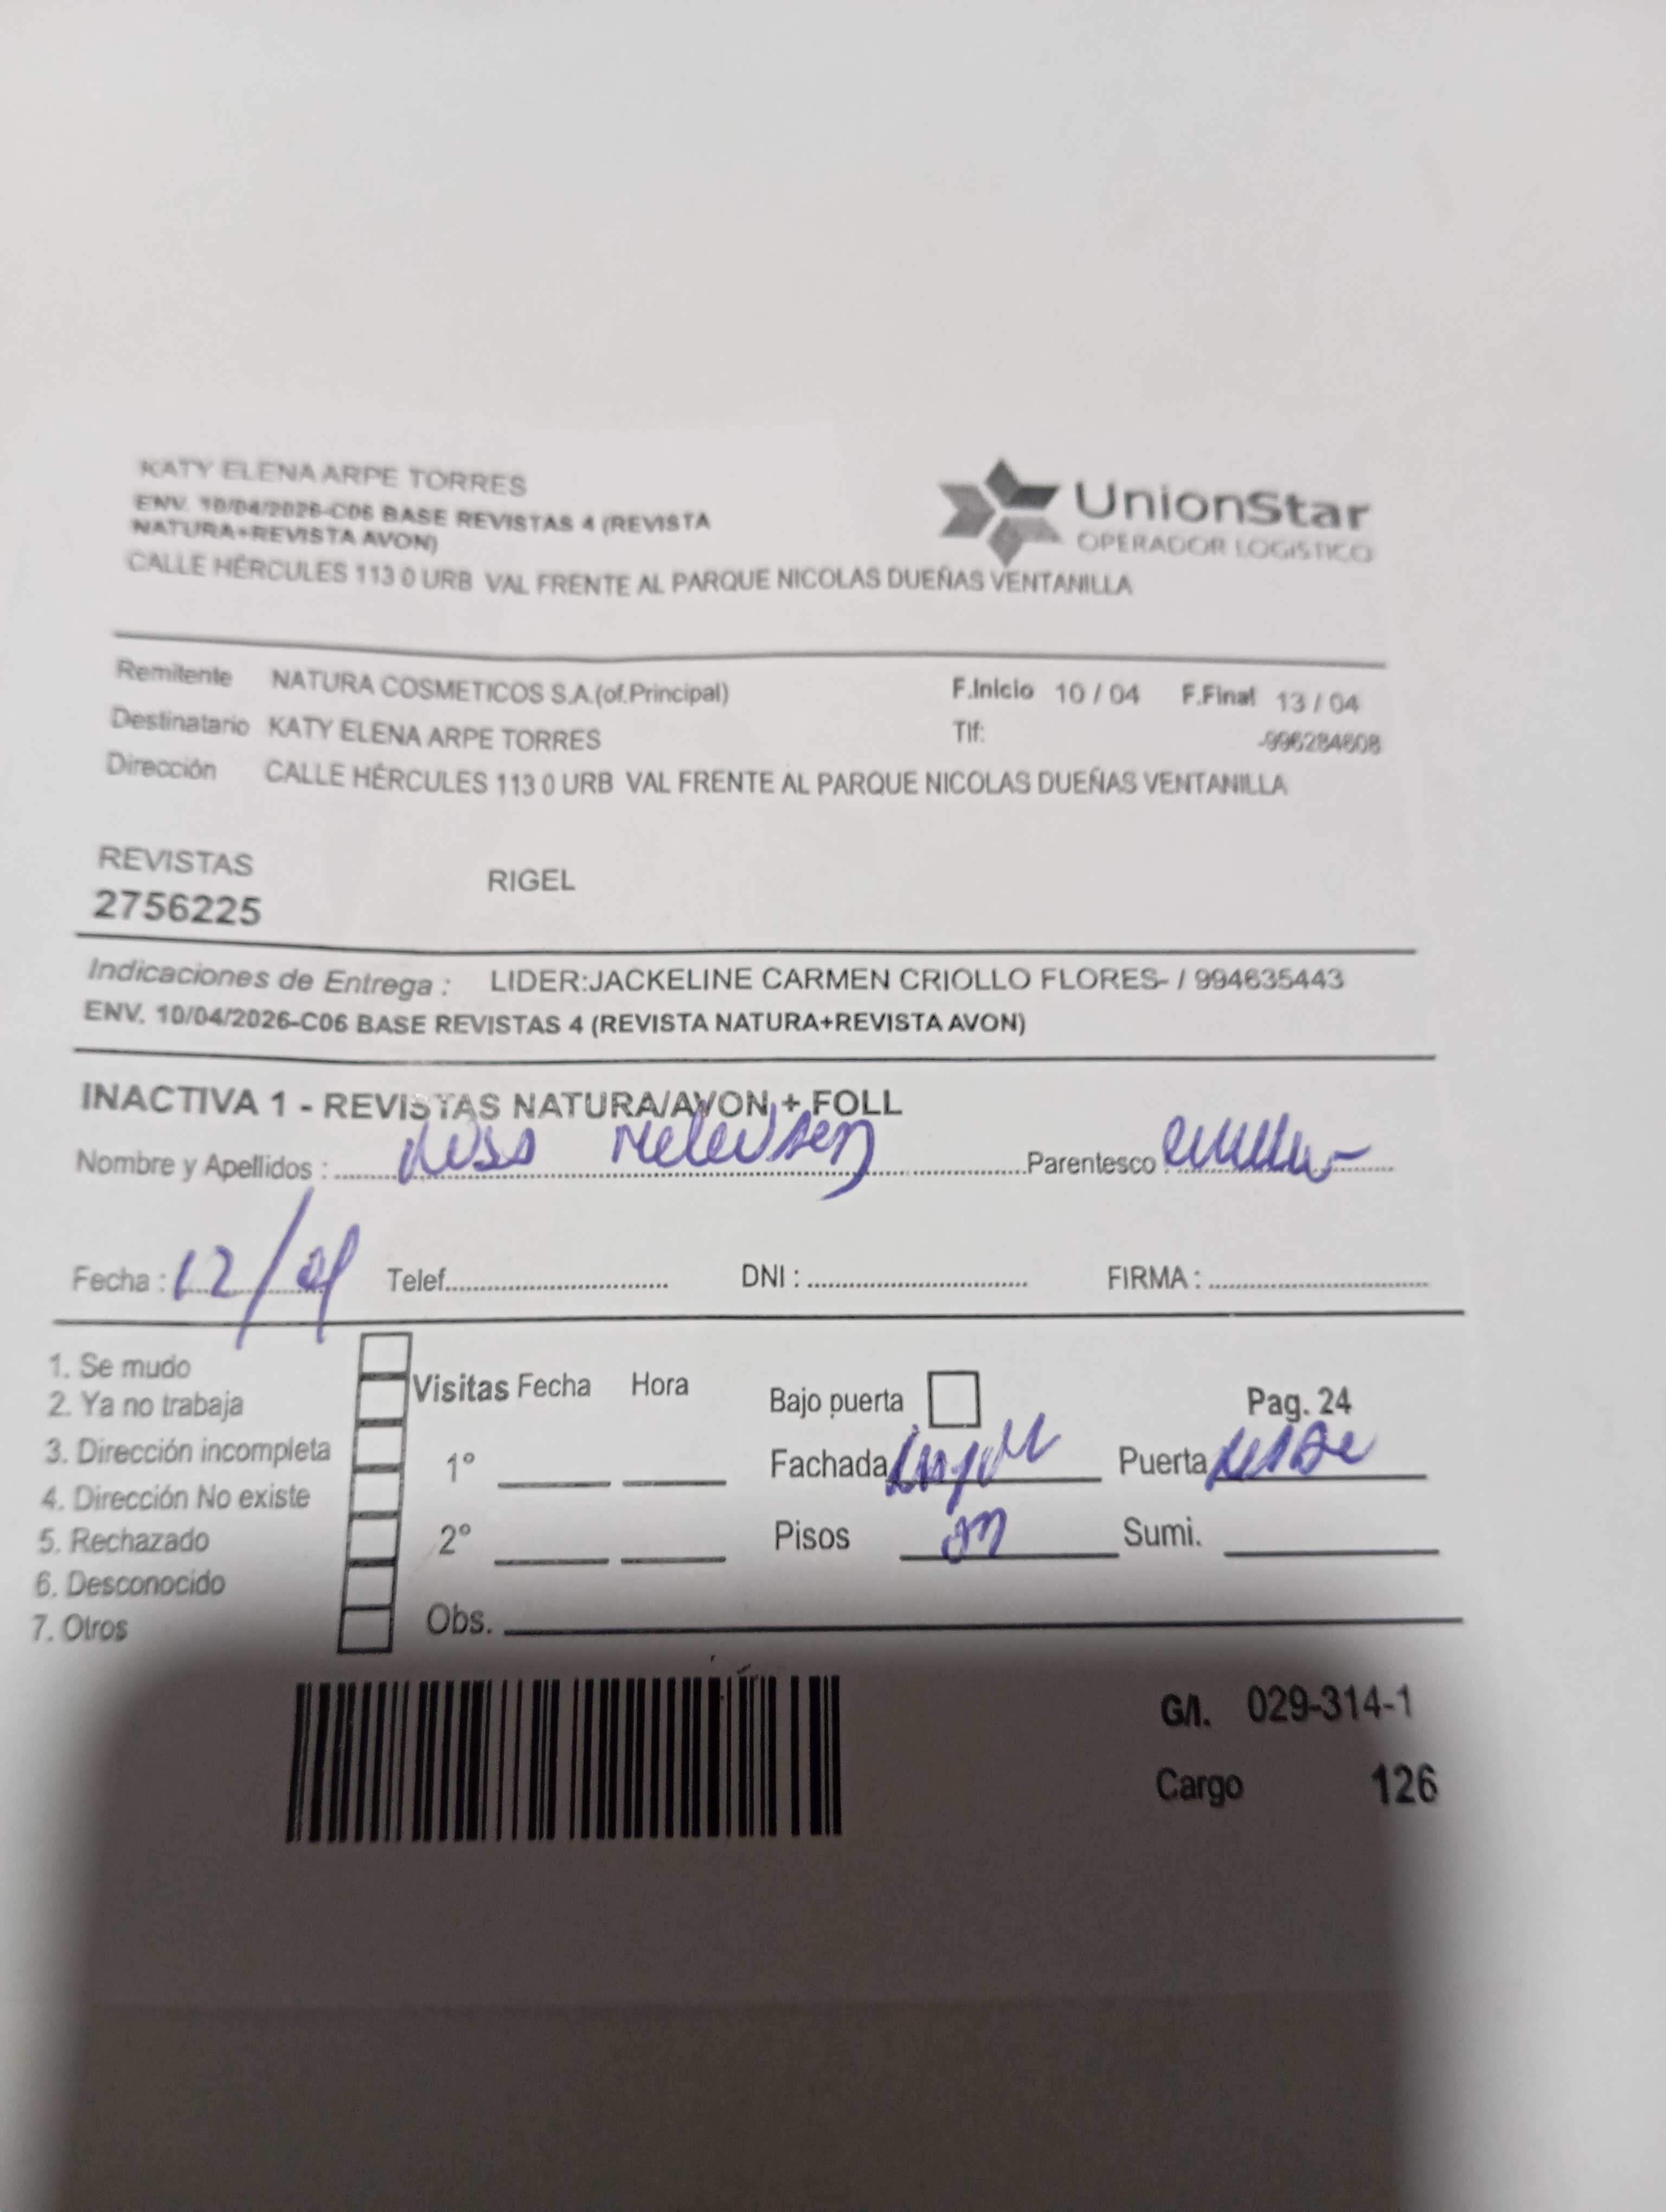 KATY ELENA ARPE TORRES
ENV. 10/04/2026-C06 BASE REVISTAS 4 (REVISTA
NATURA+REVISTA AVON)
CALLE HÉRCULES 113 0 URB VAL FRENTE AL PARQUE NICOLAS DUEÑAS VENTANILLA
UnionStar
OPERADOR LOGISTICO
Remitente NATURA COSMETICOS S.A.(of.Principal) F.Inicio 10 / 04 F.Final 13 / 04
Destinatario KATY ELENA ARPE TORRES Tlf: -996284608
Dirección CALLE HÉRCULES 113 0 URB VAL FRENTE AL PARQUE NICOLAS DUEÑAS VENTANILLA
REVISTAS RIGEL
2756225
Indicaciones de Entrega : LIDER:JACKELINE CARMEN CRIOLLO FLORES- / 994635443
ENV. 10/04/2026-C06 BASE REVISTAS 4 (REVISTA NATURA+REVISTA AVON)
INACTIVA 1 - REVISTAS NATURA/AVON + FOLL
Nombre y Apellidos : Parentesco :
Fecha : 12/04 Telef. DNI : FIRMA :
1. Se mudo
2. Ya no trabaja
3. Dirección incompleta
4. Dirección No existe
5. Rechazado
6. Desconocido
7. Otros
Visitas Fecha Hora
1°
2°
Obs.
Bajo puerta Pag. 24
Fachada Puerta
Pisos Sumi.
G/I. 029-314-1
Cargo 126